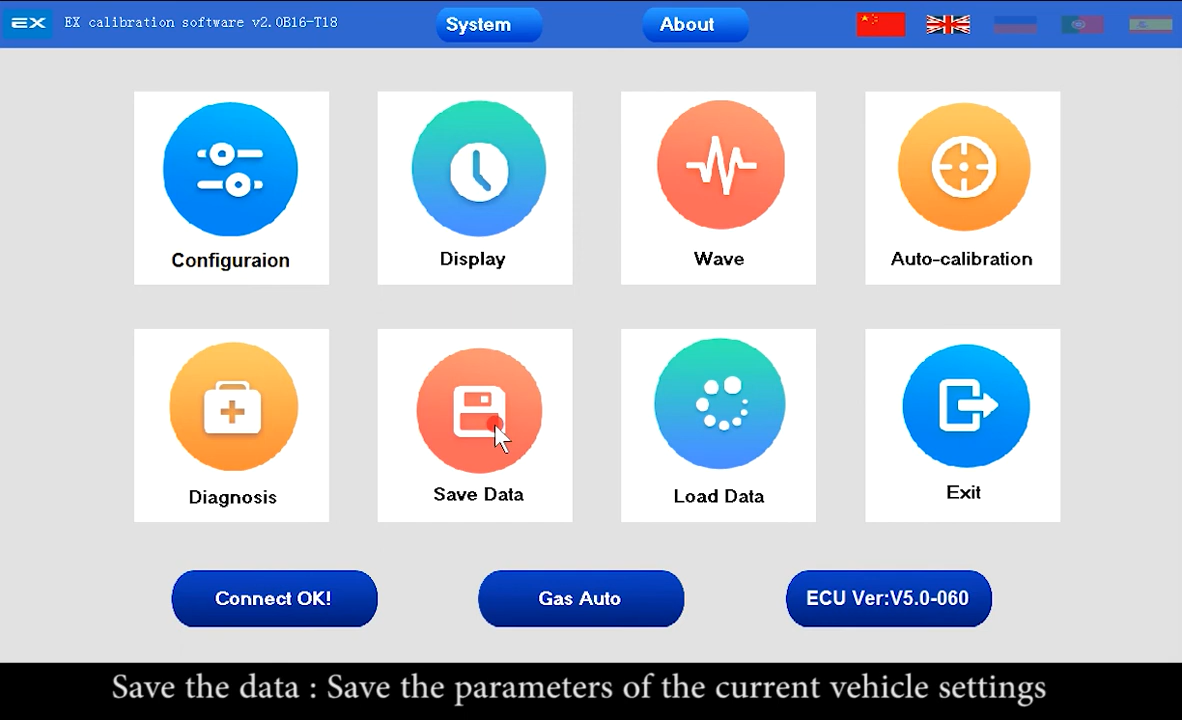 EX EX calibration software v2.0B16-T18 System About
Configuraion Display Wave Auto-calibration
Diagnosis Save Data Load Data Exit
Connect OK! Gas Auto ECU Ver:V5.0-060
Save the data : Save the parameters of the current vehicle settings